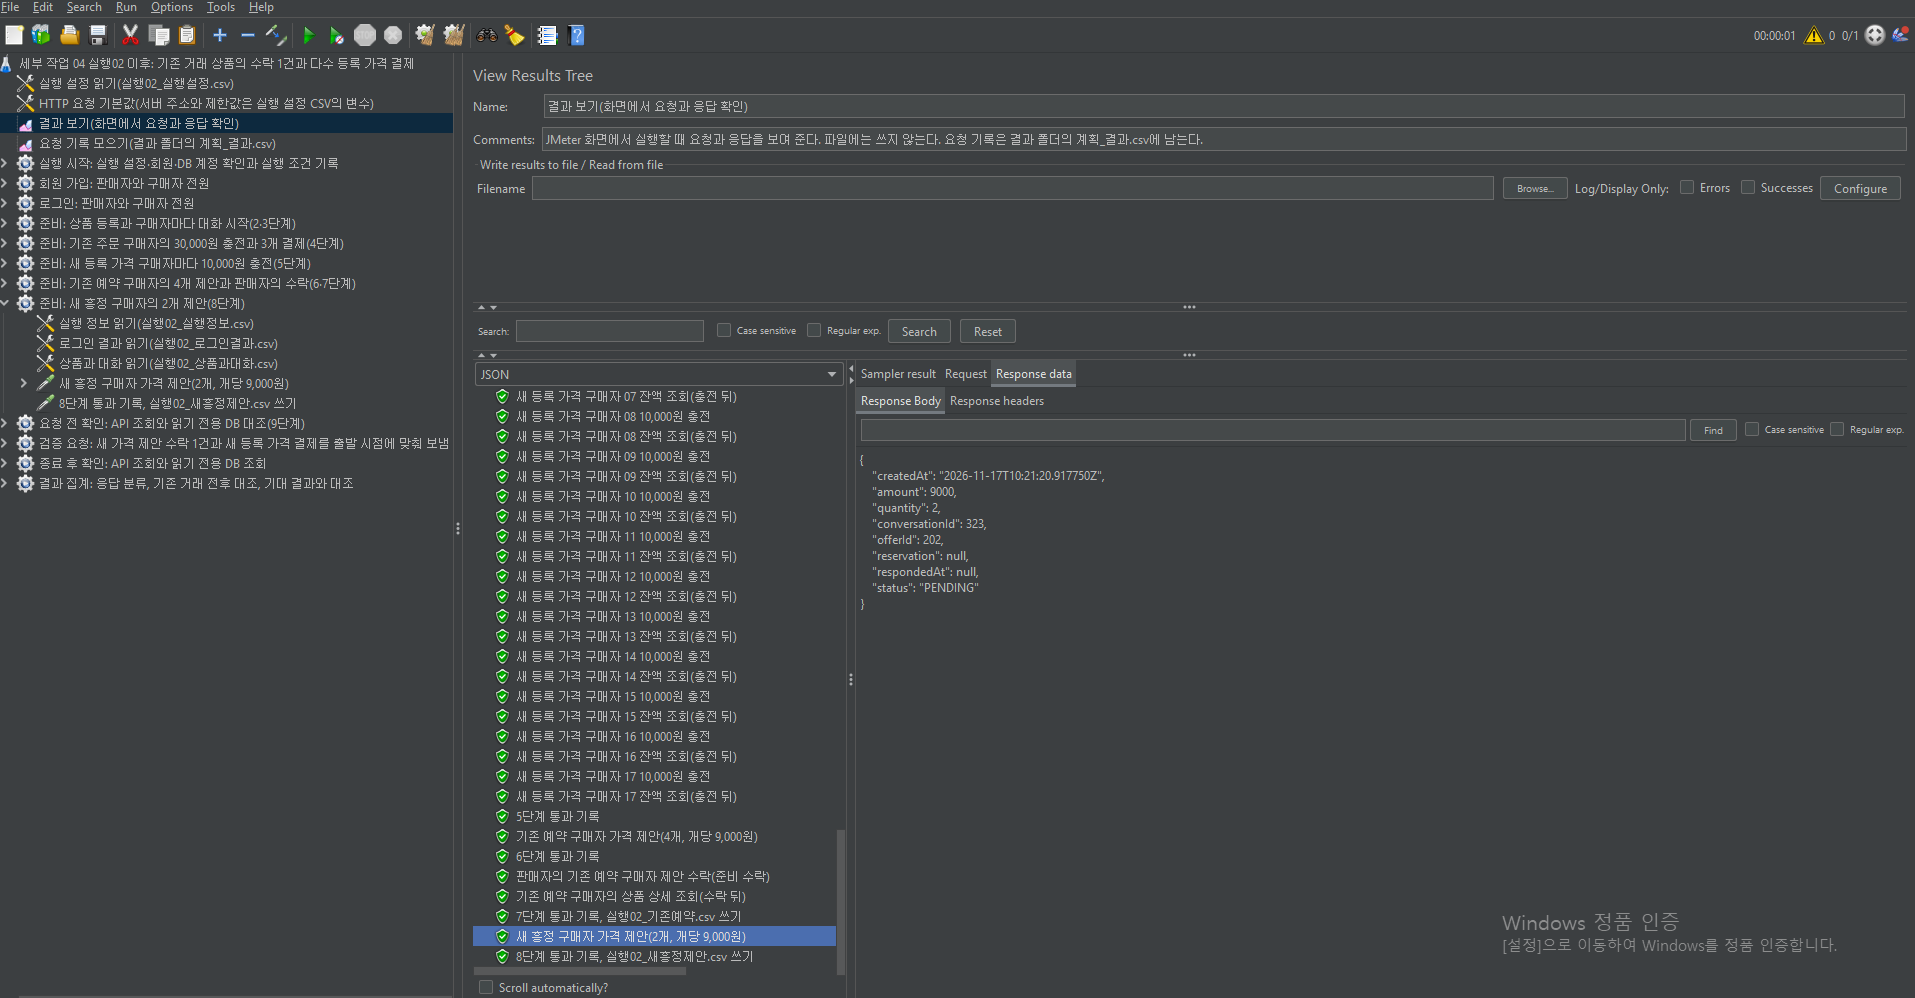 File Edit Search Run Options Tools Help
00:00:01 0 0/1
세부 작업 04 실행02 이후: 기존 거래 상품의 수락 1건과 다수 등록 가격 결제
실행 설정 읽기(실행02_실행설정.csv)
HTTP 요청 기본값(서버 주소와 제한값은 실행 설정 CSV의 변수)
결과 보기(화면에서 요청과 응답 확인)
요청 기록 모으기(결과 폴더의 계획_결과.csv)
실행 시작: 실행 설정·회원·DB 계정 확인과 실행 조건 기록
회원 가입: 판매자와 구매자 전원
로그인: 판매자와 구매자 전원
준비: 상품 등록과 구매자마다 대화 시작(2·3단계)
준비: 기존 주문 구매자의 30,000원 충전과 3개 결제(4단계)
준비: 새 등록 가격 구매자마다 10,000원 충전(5단계)
준비: 기존 예약 구매자의 4개 제안과 판매자의 수락(6·7단계)
준비: 새 흥정 구매자의 2개 제안(8단계)
실행 정보 읽기(실행02_실행정보.csv)
로그인 결과 읽기(실행02_로그인결과.csv)
상품과 대화 읽기(실행02_상품과대화.csv)
새 흥정 구매자 가격 제안(2개, 개당 9,000원)
8단계 통과 기록, 실행02_새흥정제안.csv 쓰기
요청 전 확인: API 조회와 읽기 전용 DB 대조(9단계)
검증 요청: 새 가격 제안 수락 1건과 새 등록 가격 결제를 출발 시점에 맞춰 보냄
종료 후 확인: API 조회와 읽기 전용 DB 조회
결과 집계: 응답 분류, 기존 거래 전후 대조, 기대 결과와 대조
View Results Tree
Name: 결과 보기(화면에서 요청과 응답 확인)
Comments: JMeter 화면에서 실행할 때 요청과 응답을 보여 준다. 파일에는 쓰지 않는다. 요청 기록은 결과 폴더의 계획_결과.csv에 남는다.
Write results to file / Read from file
Filename Browse... Log/Display Only: Errors Successes Configure
Search: Case sensitive Regular exp. Search Reset
JSON
새 등록 가격 구매자 07 잔액 조회(충전 뒤)
새 등록 가격 구매자 08 10,000원 충전
새 등록 가격 구매자 08 잔액 조회(충전 뒤)
새 등록 가격 구매자 09 10,000원 충전
새 등록 가격 구매자 09 잔액 조회(충전 뒤)
새 등록 가격 구매자 10 10,000원 충전
새 등록 가격 구매자 10 잔액 조회(충전 뒤)
새 등록 가격 구매자 11 10,000원 충전
새 등록 가격 구매자 11 잔액 조회(충전 뒤)
새 등록 가격 구매자 12 10,000원 충전
새 등록 가격 구매자 12 잔액 조회(충전 뒤)
새 등록 가격 구매자 13 10,000원 충전
새 등록 가격 구매자 13 잔액 조회(충전 뒤)
새 등록 가격 구매자 14 10,000원 충전
새 등록 가격 구매자 14 잔액 조회(충전 뒤)
새 등록 가격 구매자 15 10,000원 충전
새 등록 가격 구매자 15 잔액 조회(충전 뒤)
새 등록 가격 구매자 16 10,000원 충전
새 등록 가격 구매자 16 잔액 조회(충전 뒤)
새 등록 가격 구매자 17 10,000원 충전
새 등록 가격 구매자 17 잔액 조회(충전 뒤)
5단계 통과 기록
기존 예약 구매자 가격 제안(4개, 개당 9,000원)
6단계 통과 기록
판매자의 기존 예약 구매자 제안 수락(준비 수락)
기존 예약 구매자의 상품 상세 조회(수락 뒤)
7단계 통과 기록, 실행02_기존예약.csv 쓰기
새 흥정 구매자 가격 제안(2개, 개당 9,000원)
8단계 통과 기록, 실행02_새흥정제안.csv 쓰기
Scroll automatically?
Sampler result Request Response data
Response Body Response headers
Find Case sensitive Regular exp.
{
"createdAt": "2026-11-17T10:21:20.917750Z",
"amount": 9000,
"quantity": 2,
"conversationId": 323,
"offerId": 202,
"reservation": null,
"respondedAt": null,
"status": "PENDING"
}
Windows 정품 인증
[설정]으로 이동하여 Windows를 정품 인증합니다.